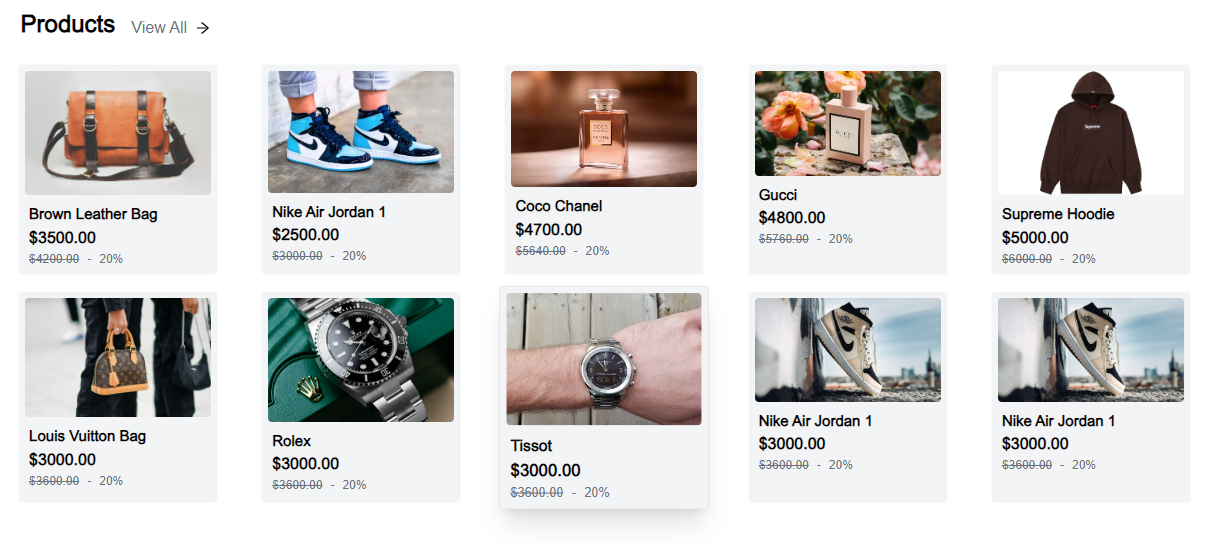 Products View All →
Brown Leather Bag
$3500.00
$4200.00 - 20%
Nike Air Jordan 1
$2500.00
$3000.00 - 20%
COCO
CHANEL
Coco Chanel
$4700.00
$5640.00 - 20%
Gucci
$4800.00
$5760.00 - 20%
Supreme
Supreme Hoodie
$5000.00
$6000.00 - 20%
Louis Vuitton Bag
$3000.00
$3600.00 - 20%
Rolex
$3000.00
$3600.00 - 20%
Tissot
$3000.00
$3600.00 - 20%
Nike Air Jordan 1
$3000.00
$3600.00 - 20%
Nike Air Jordan 1
$3000.00
$3600.00 - 20%